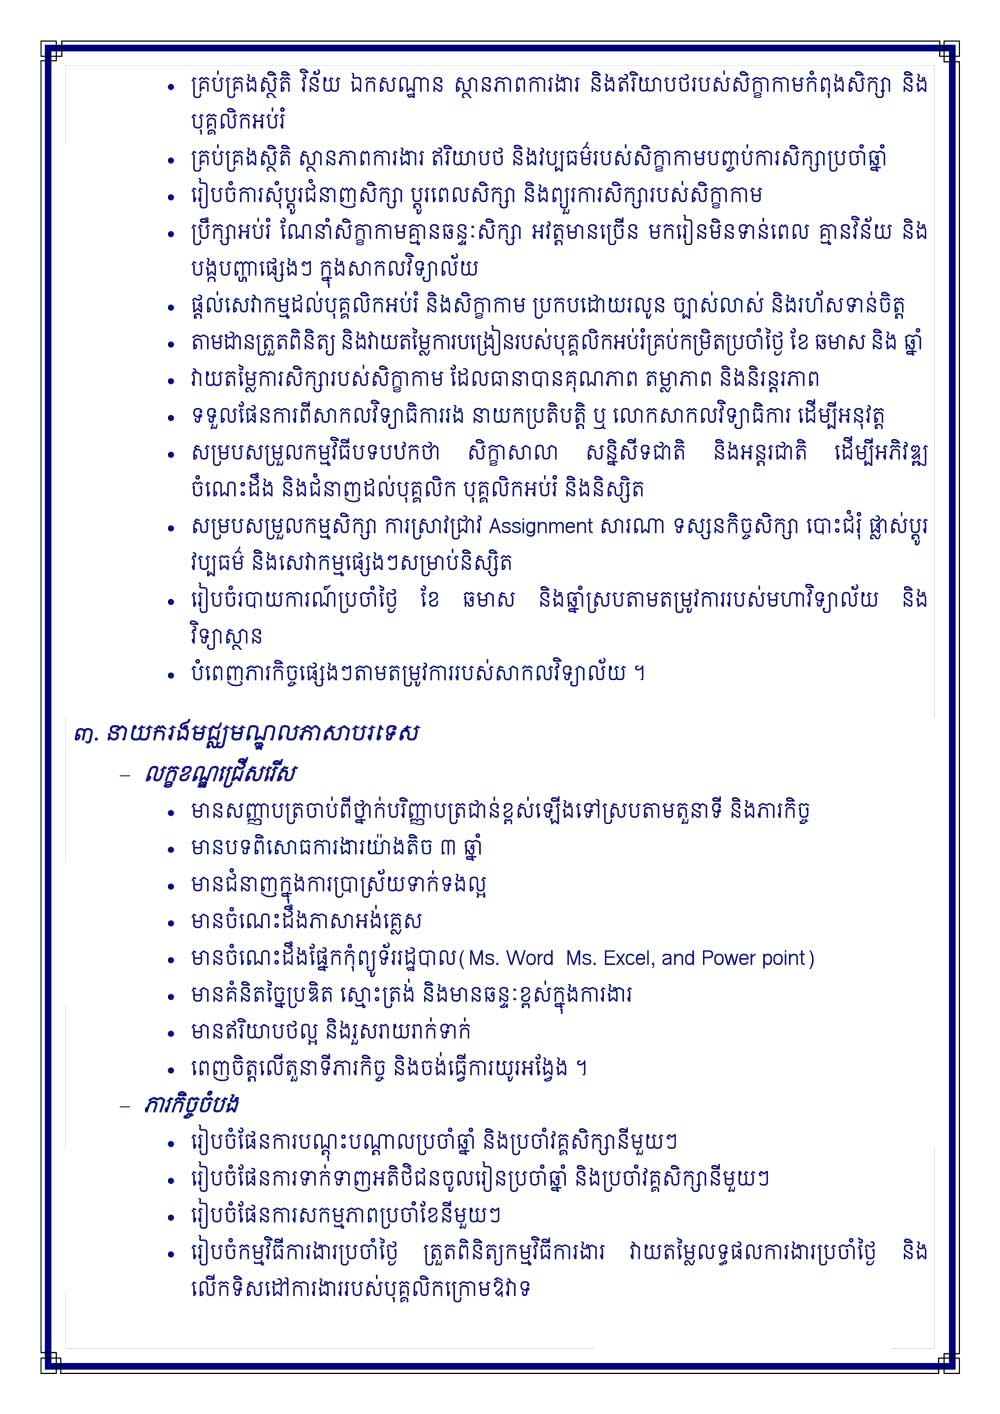 • គ្រប់គ្រងស្ថិតិ វិន័យ ឯកសណ្ឋាន ស្ថានភាពការងារ និងឥរិយាបថរបស់សិក្ខាកាមកំពុងសិក្សា និង
បុគ្គលិកអប់រំ
• គ្រប់គ្រងស្ថិតិ ស្ថានភាពការងារ ឥរិយាបថ និងវប្បធម៌របស់សិក្ខាកាមបញ្ចប់ការសិក្សាប្រចាំឆ្នាំ
• រៀបចំការសុំប្តូរជំនាញសិក្សា ប្តូរពេលសិក្សា និងព្យួរការសិក្សារបស់សិក្ខាកាម
• ប្រឹក្សាអប់រំ ណែនាំសិក្ខាកាមគ្មានឆន្ទៈសិក្សា អវត្តមានច្រើន មករៀនមិនទាន់ពេល គ្មានវិន័យ និង
បង្កបញ្ហាផ្សេងៗ ក្នុងសាកលវិទ្យាល័យ
• ផ្តល់សេវាកម្មដល់បុគ្គលិកអប់រំ និងសិក្ខាកាម ប្រកបដោយរលូន ច្បាស់លាស់ និងរហ័សទាន់ចិត្ត
• តាមដានត្រួតពិនិត្យ និងវាយតម្លៃការបង្រៀនរបស់បុគ្គលិកអប់រំគ្រប់កម្រិតប្រចាំថ្ងៃ ខែ ឆមាស និង ឆ្នាំ
• វាយតម្លៃការសិក្សារបស់សិក្ខាកាម ដែលធានាបានគុណភាព តម្លាភាព និងនិរន្តរភាព
• ទទួលផែនការពីសាកលវិទ្យាធិការរង នាយកប្រតិបត្តិ ឬ លោកសាកលវិទ្យាធិការ ដើម្បីអនុវត្ត
• សម្របសម្រួលកម្មវិធីបទបឋកថា សិក្ខាសាលា សន្និសីទជាតិ និងអន្តរជាតិ ដើម្បីអភិវឌ្ឍ
ចំណេះដឹង និងជំនាញដល់បុគ្គលិក បុគ្គលិកអប់រំ និងនិស្សិត
• សម្របសម្រួលកម្មសិក្សា ការស្រាវជ្រាវ Assignment សារណា ទស្សនកិច្ចសិក្សា បោះជំរុំ ផ្លាស់ប្តូរ
វប្បធម៌ និងសេវាកម្មផ្សេងៗសម្រាប់និស្សិត
• រៀបចំរបាយការណ៍ប្រចាំថ្ងៃ ខែ ឆមាស និងឆ្នាំស្របតាមតម្រូវការរបស់មហាវិទ្យាល័យ និង
វិទ្យាស្ថាន
• បំពេញភារកិច្ចផ្សេងៗតាមតម្រូវការរបស់សាកលវិទ្យាល័យ ។
៣. នាយករងមជ្ឈមណ្ឌលភាសាបរទេស
– លក្ខខណ្ឌជ្រើសរើស
• មានសញ្ញាបត្រចាប់ពីថ្នាក់បរិញ្ញាបត្រជាន់ខ្ពស់ឡើងទៅស្របតាមតួនាទី និងភារកិច្ច
• មានបទពិសោធការងារយ៉ាងតិច ៣ ឆ្នាំ
• មានជំនាញក្នុងការប្រាស្រ័យទាក់ទងល្អ
• មានចំណេះដឹងភាសាអង់គ្លេស
• មានចំណេះដឹងផ្នែកកុំព្យូទ័ររដ្ឋបាល(Ms. Word Ms. Excel, and Power point)
• មានគំនិតច្នៃប្រឌិត ស្មោះត្រង់ និងមានឆន្ទៈខ្ពស់ក្នុងការងារ
• មានឥរិយាបថល្អ និងរួសរាយរាក់ទាក់
• ពេញចិត្តលើតួនាទីភារកិច្ច និងចង់ធ្វើការយូរអង្វែង ។
– ភារកិច្ចចំបង
• រៀបចំផែនការបណ្តុះបណ្តាលប្រចាំឆ្នាំ និងប្រចាំវគ្គសិក្សានីមួយៗ
• រៀបចំផែនការទាក់ទាញអតិថិជនចូលរៀនប្រចាំឆ្នាំ និងប្រចាំវគ្គសិក្សានីមួយៗ
• រៀបចំផែនការសកម្មភាពប្រចាំខែនីមួយៗ
• រៀបចំកម្មវិធីការងារប្រចាំថ្ងៃ ត្រួតពិនិត្យកម្មវិធីការងារ វាយតម្លៃលទ្ធផលការងារប្រចាំថ្ងៃ និង
លើកទិសដៅការងាររបស់បុគ្គលិកក្រោមឱវាទ